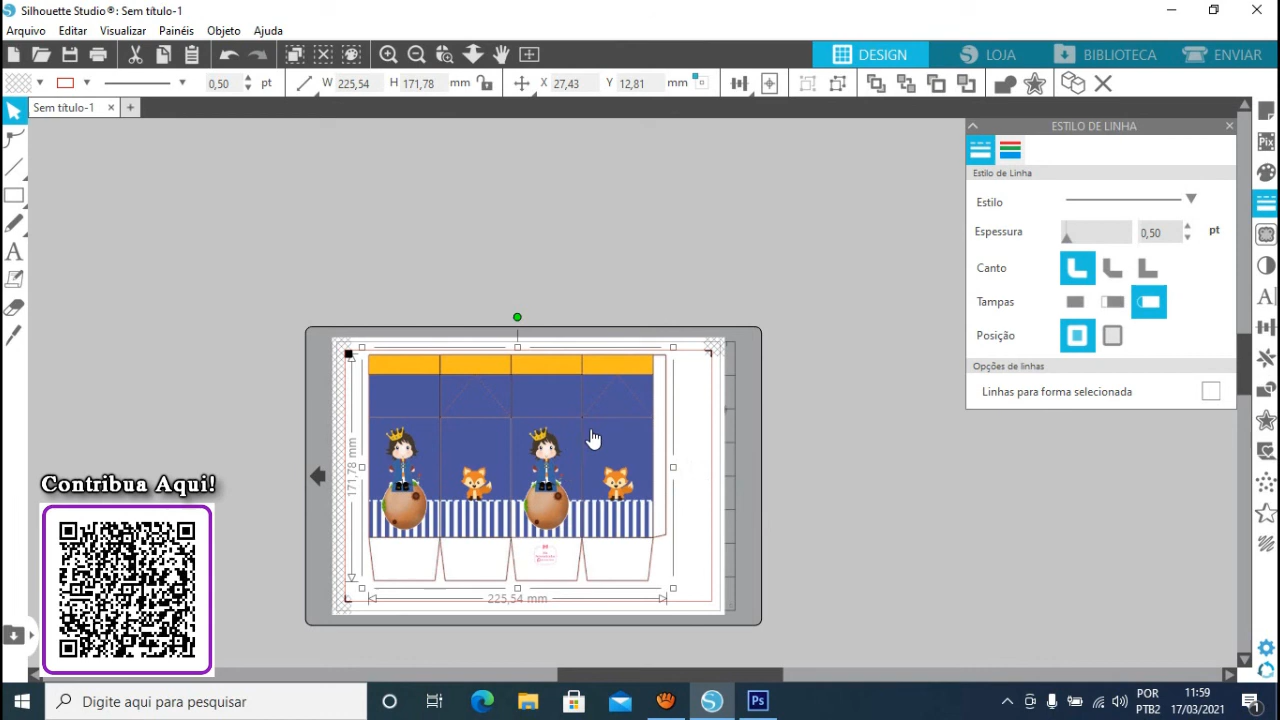 Silhouette Studio®: Sem título-1
Arquivo Editar Visualizar Painéis Objeto Ajuda
DESIGN LOJA BIBLIOTECA ENVIAR
0,50 pt W 225,54 H 171,78 mm X 27,43 Y 12,81 mm
Sem título-1
ESTILO DE LINHA
Pix
Estilo de Linha
Estilo
Espessura 0,50 pt
Canto
Tampas
Posição
Opções de linhas
Linhas para forma selecionada
171,78 mm
225,54 mm
Contribua Aqui!
Digite aqui para pesquisar
Ps
POR
PTB2
11:59
17/03/2021
1